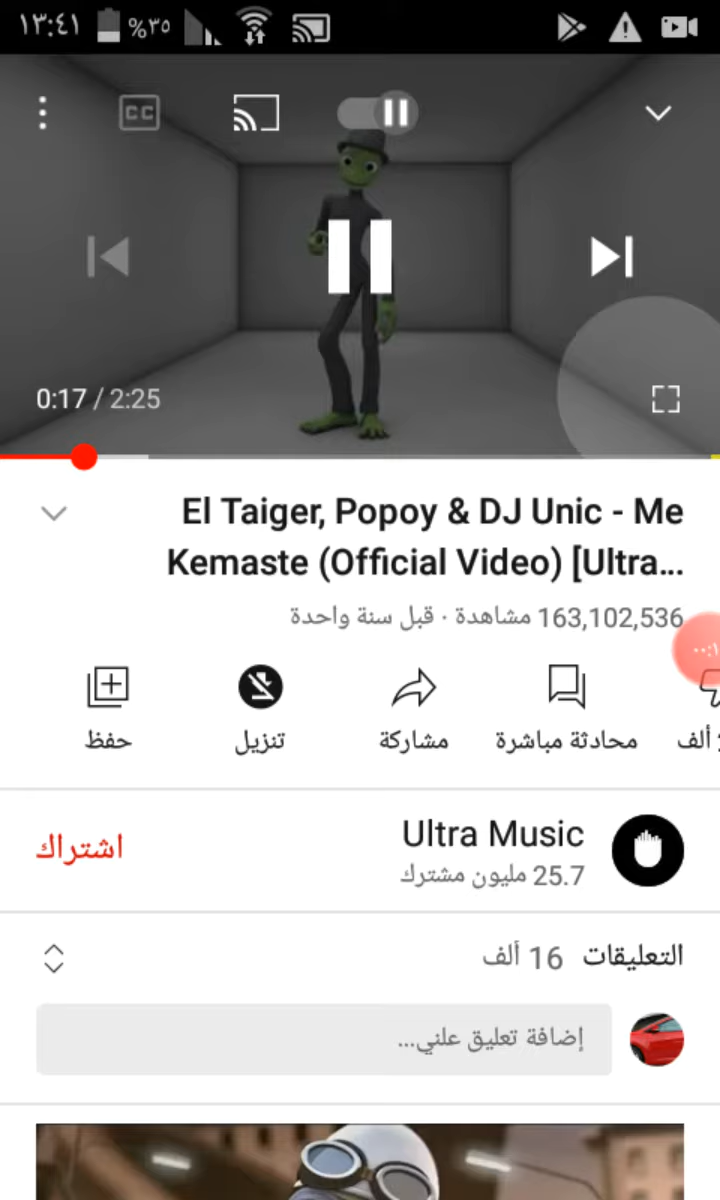 ١٣:٤١ %٣٥
CC
0:17 / 2:25
El Taiger, Popoy & DJ Unic - Me
Kemaste (Official Video) [Ultra...
163,102,536 مشاهدة · قبل سنة واحدة
ألف
محادثة مباشرة
مشاركة
تنزيل
حفظ
Ultra Music
25.7 مليون مشترك
اشتراك
التعليقات 16 ألف
إضافة تعليق علني...